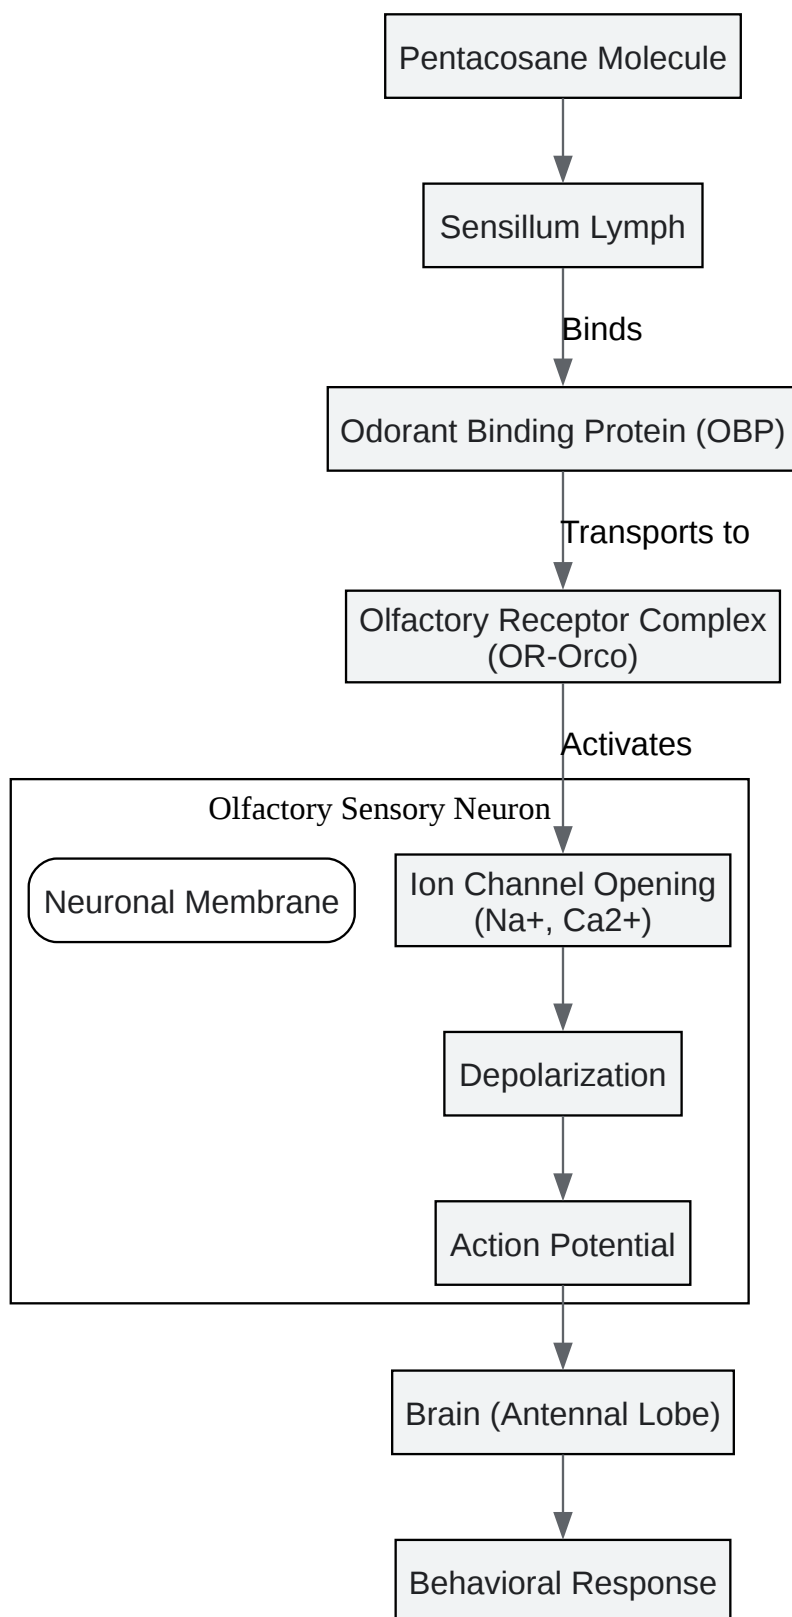 Pentacosane Molecule
Sensillum Lymph
Binds
Odorant Binding Protein (OBP)
Transports to
Olfactory Receptor Complex
(OR-Orco)
Activates
Olfactory Sensory Neuron
Neuronal Membrane
Ion Channel Opening
(Na+, Ca2+)
Depolarization
Action Potential
Brain (Antennal Lobe)
Behavioral Response